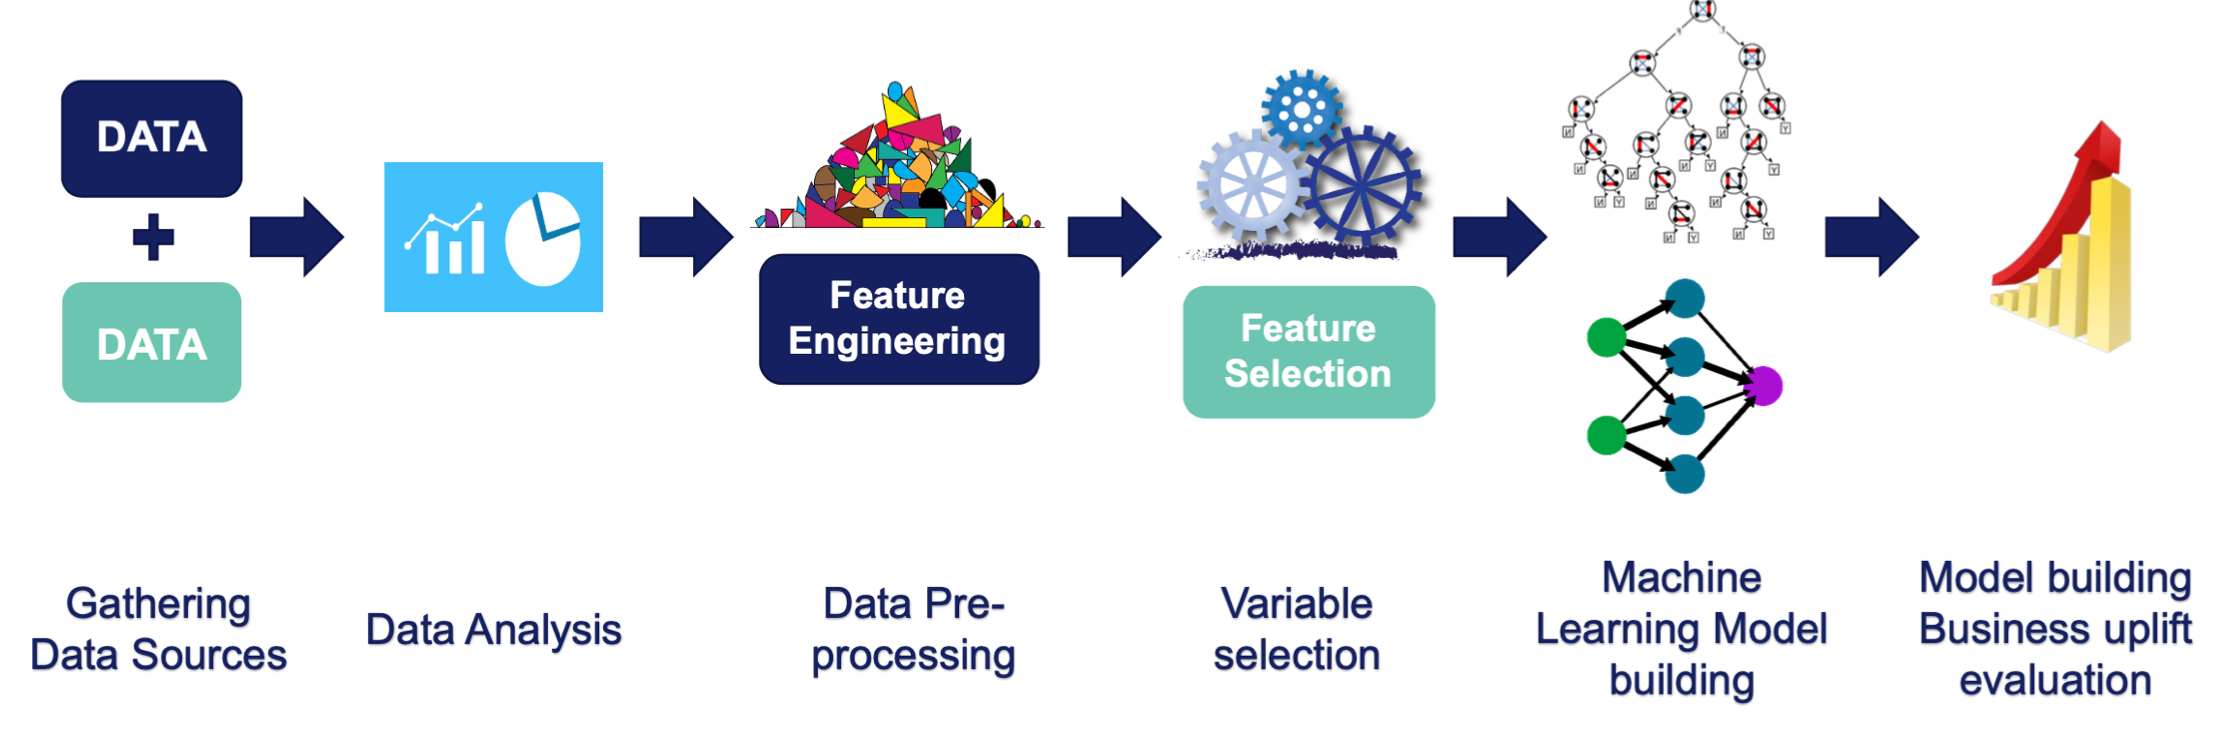 DATA
DATA
Feature
Engineering
Feature
Selection
Gathering
Data Sources
Data Analysis
Data Pre-
processing
Variable
selection
Machine
Learning Model
building
Model building
Business uplift
evaluation